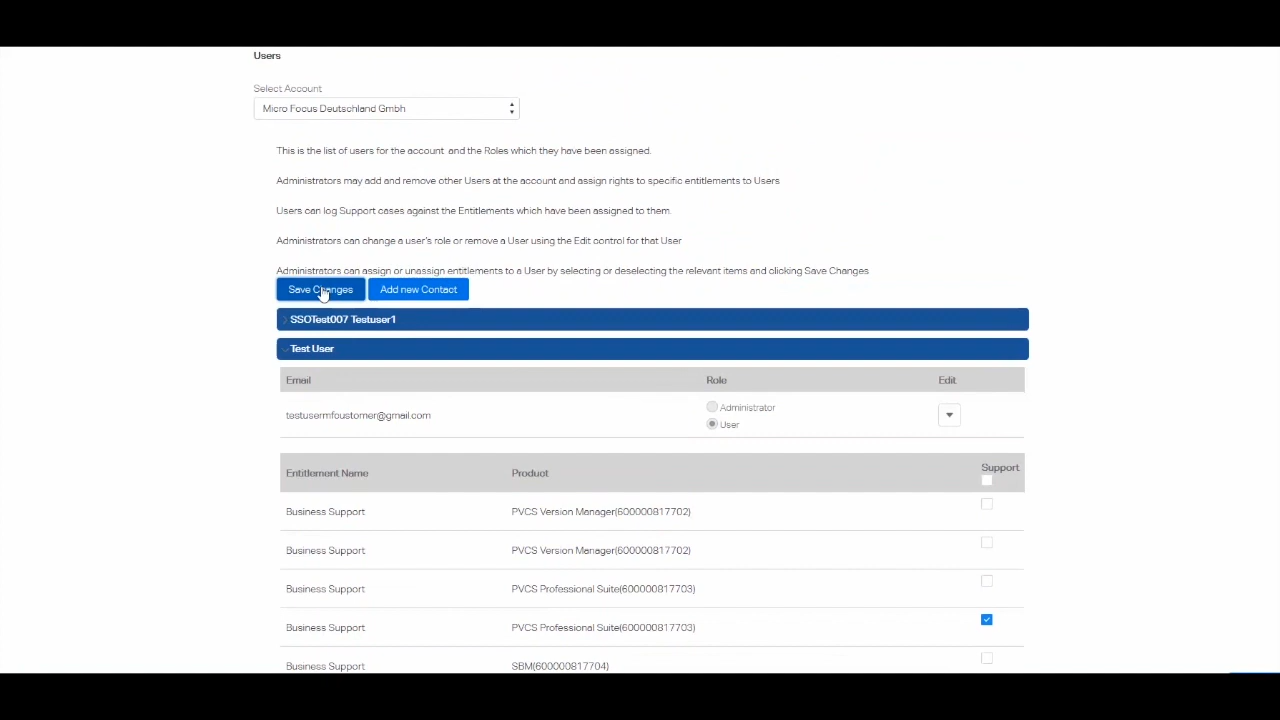 Users
Select Account
Micro Focus Deutschland Gmbh
This is the list of users for the account and the Roles which they have been assigned.
Administrators may add and remove other Users at the account and assign rights to specific entitlements to Users
Users can log Support cases against the Entitlements which have been assigned to them.
Administrators can change a user's role or remove a User using the Edit control for that User
Administrators can assign or unassign entitlements to a User by selecting or deselecting the relevant items and clicking Save Changes
Save Changes Add new Contact
SSOTest007 Testuser1
Test User
Email Role Edit
testusermfoustomer@gmail.com
Administrator
User
Entitlement Name Product Support
Business Support PVCS Version Manager(600000817702)
Business Support PVCS Version Manager(600000817702)
Business Support PVCS Professional Suite(600000817703)
Business Support PVCS Professional Suite(600000817703)
Business Support SBM(600000817704)